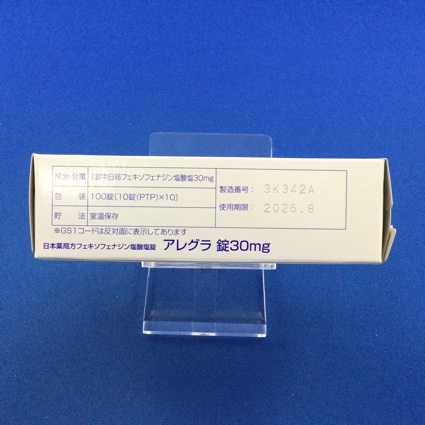 成分・分量 1錠中日局フェキソフェナジン塩酸塩30mg
包装 100錠[10錠(PTP)×10]
貯法 室温保存
製造番号: 3K342A
使用期限: 2026.8
※GS1コードは反対面に表示してあります
日本薬局方フェキソフェナジン塩酸塩錠 アレグラ 錠30mg